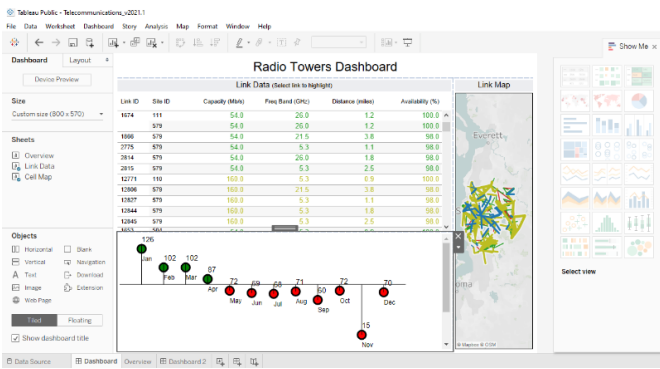 Tableau Public - Telecommunications_v2021.1
File Data Worksheet Dashboard Story Analysis Map Format Window Help
Show Me
Dashboard Layout
Device Preview
Size
Custom size (800 x 570)
Sheets
Overview
Link Data
Cell Map
Objects
Horizontal Blank
Vertical Navigation
A Text Download
Image Extension
Web Page
Tiled Floating
Show dashboard title
Radio Towers Dashboard
Link Data (Select link to highlight)
Link ID Site ID Capacity (Mb/s) Freq Band (GHz) Distance (miles) Availability (%)
1674 111 54.0 26.0 1.2 100.0
579 54.0 26.0 1.2 100.0
1866 579 54.0 21.5 3.8 98.0
2775 579 54.0 5.3 1.1 98.0
2814 579 54.0 26.0 1.8 98.0
2815 579 54.0 5.3 2.5 98.0
12771 110 160.0 5.3 0.9 100.0
12806 579 160.0 21.5 3.8 98.0
12827 579 160.0 5.3 1.1 98.0
12844 579 160.0 5.3 1.8 98.0
12845 579 160.0 5.3 2.5 98.0
Link Map
Everett
oma
© Mapbox © OSM
126 102 102 87 72 69 68 71 60 72 15 70
Jan Feb Mar Apr May Jun Jul Aug Sep Oct Nov Dec
Select view
Data Source Dashboard Overview Dashboard 2